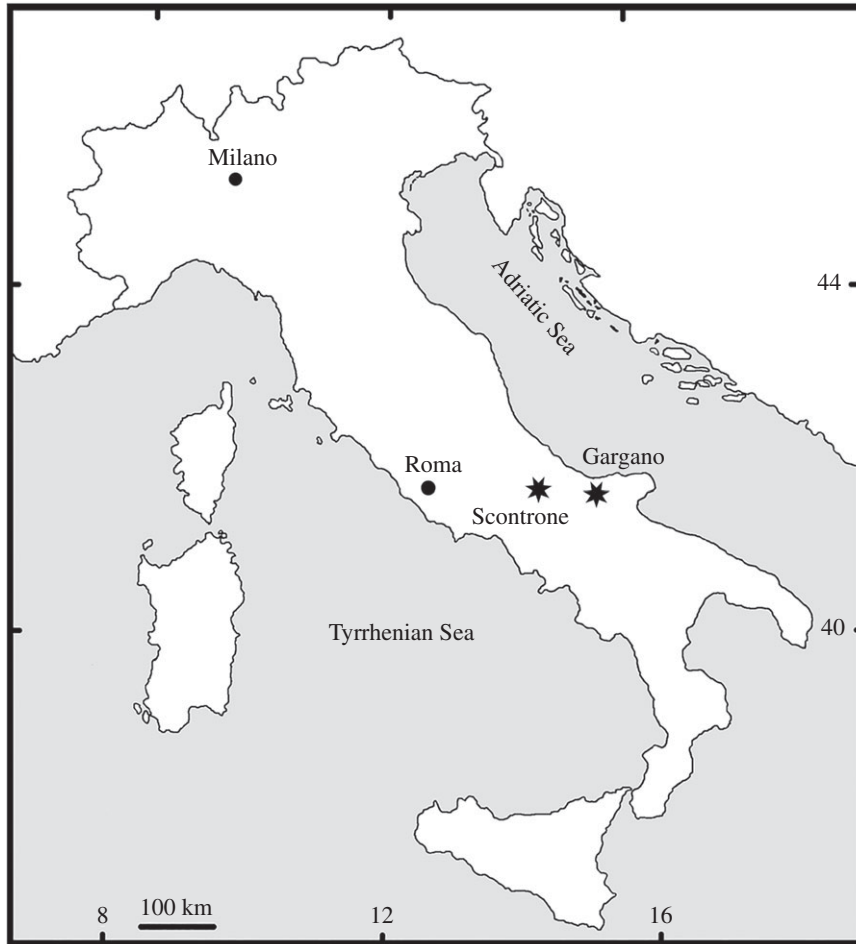 Milano
44
Adriatic Sea
Gargano
Roma
Scontrone
Tyrrhenian Sea
40
8
100 km
12
16